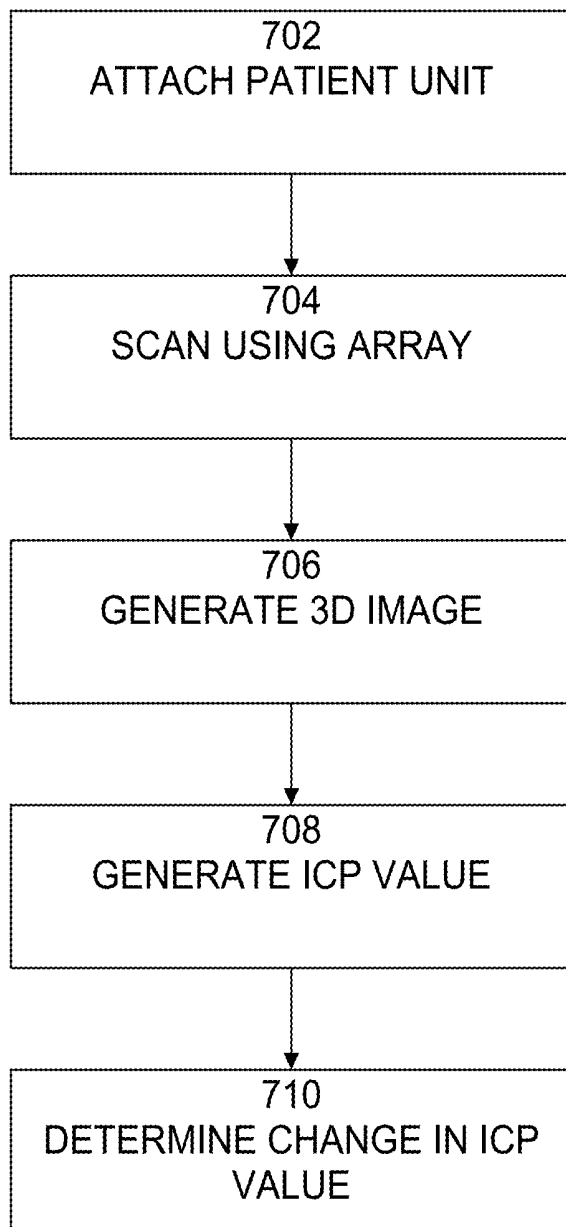 702
ATTACH PATIENT UNIT
704
SCAN USING ARRAY
706
GENERATE 3D IMAGE
708
GENERATE ICP VALUE
710
DETERMINE CHANGE IN ICP
VALUE